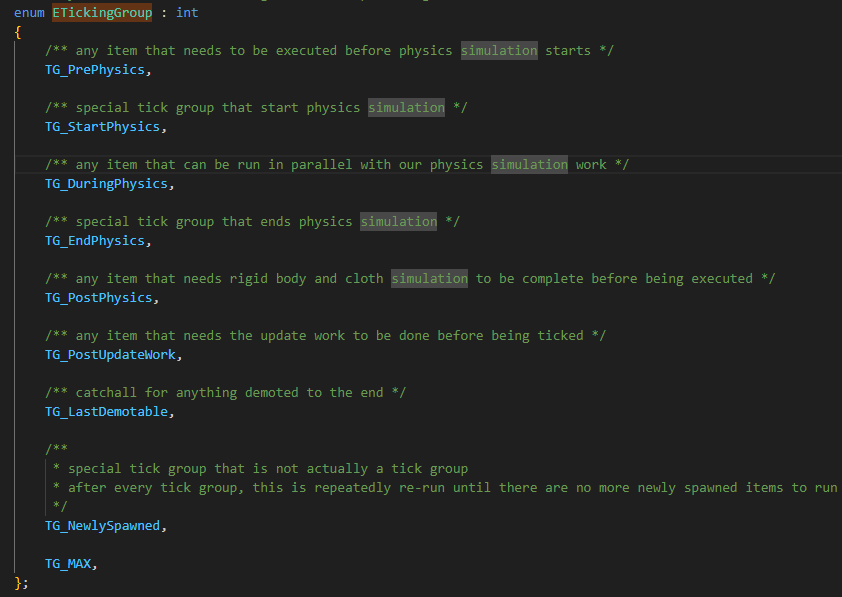 enum ETickingGroup : int
{
/** any item that needs to be executed before physics simulation starts */
TG_PrePhysics,
/** special tick group that start physics simulation */
TG_StartPhysics,
/** any item that can be run in parallel with our physics simulation work */
TG_DuringPhysics,
/** special tick group that ends physics simulation */
TG_EndPhysics,
/** any item that needs rigid body and cloth simulation to be complete before being executed */
TG_PostPhysics,
/** any item that needs the update work to be done before being ticked */
TG_PostUpdateWork,
/** catchall for anything demoted to the end */
TG_LastDemotable,
/**
* special tick group that is not actually a tick group
* after every tick group, this is repeatedly re-run until there are no more newly spawned items to run
*/
TG_NewlySpawned,
TG_MAX,
};